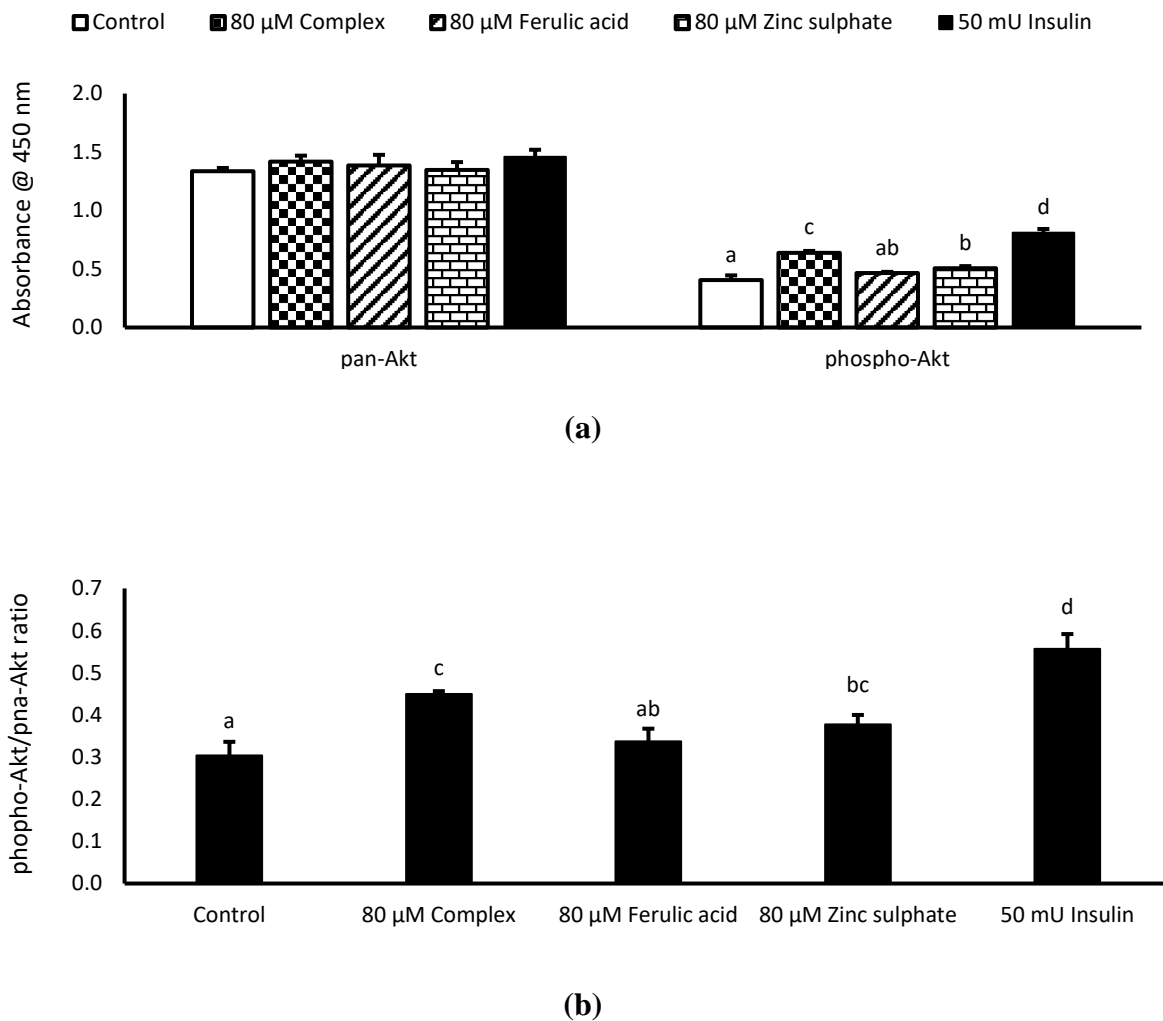 Control 80 µM Complex 80 µM Ferulic acid 80 µM Zinc sulphate 50 mU Insulin
Absorbance @ 450 nm
2.0
1.5
1.0
0.5
0.0
a
c
ab
b
d
pan-Akt phospho-Akt
(a)
phopho-Akt/pna-Akt ratio
0.7
0.6
0.5
0.4
0.3
0.2
0.1
0.0
a
c
ab
bc
d
Control 80 µM Complex 80 µM Ferulic acid 80 µM Zinc sulphate 50 mU Insulin
(b)